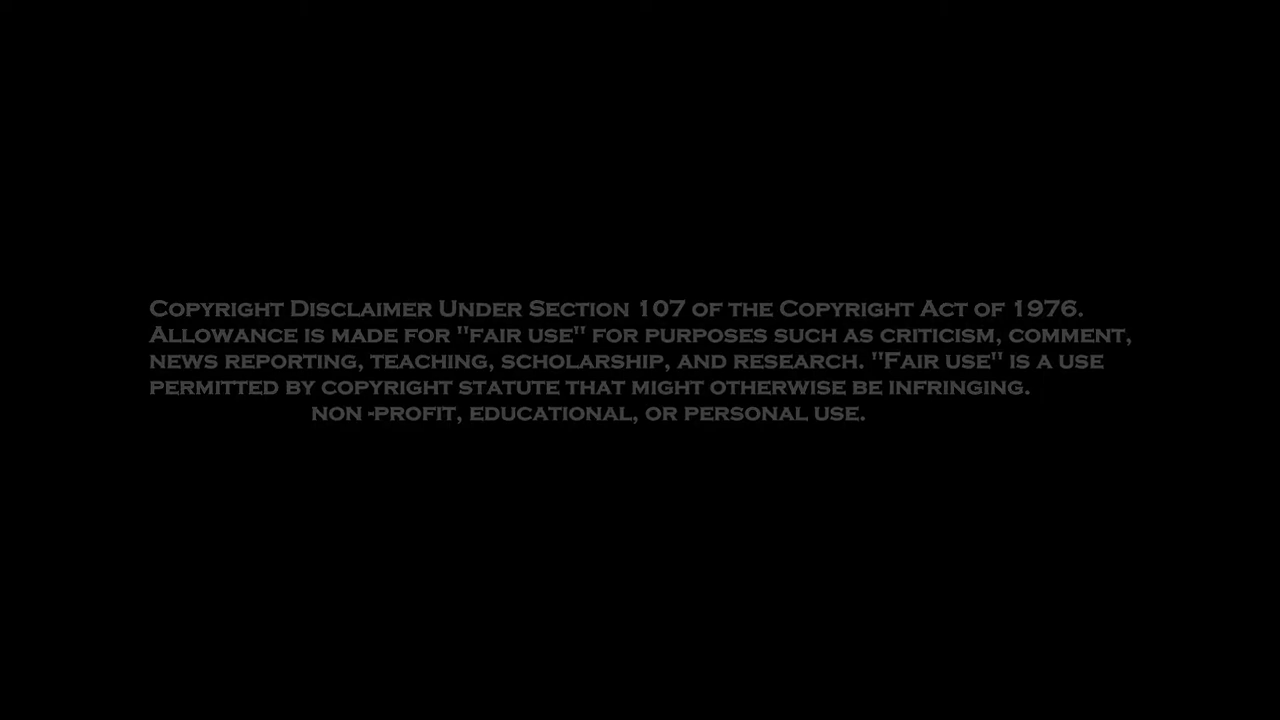 Copyright Disclaimer Under Section 107 of the Copyright Act of 1976.
Allowance is made for "fair use" for purposes such as criticism, comment,
news reporting, teaching, scholarship, and research. "Fair use" is a use
permitted by copyright statute that might otherwise be infringing.
non -profit, educational, or personal use.